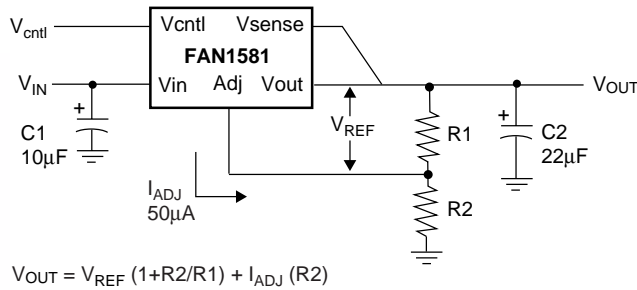 Vcntl
Vcntl
Vsense
FAN1581
VIN
Vin
Adj
Vout
VOUT
+
C1
10μF
VREF
R1
+
C2
22μF
IADJ
50μA
R2
VOUT = VREF (1+R2/R1) + IADJ (R2)